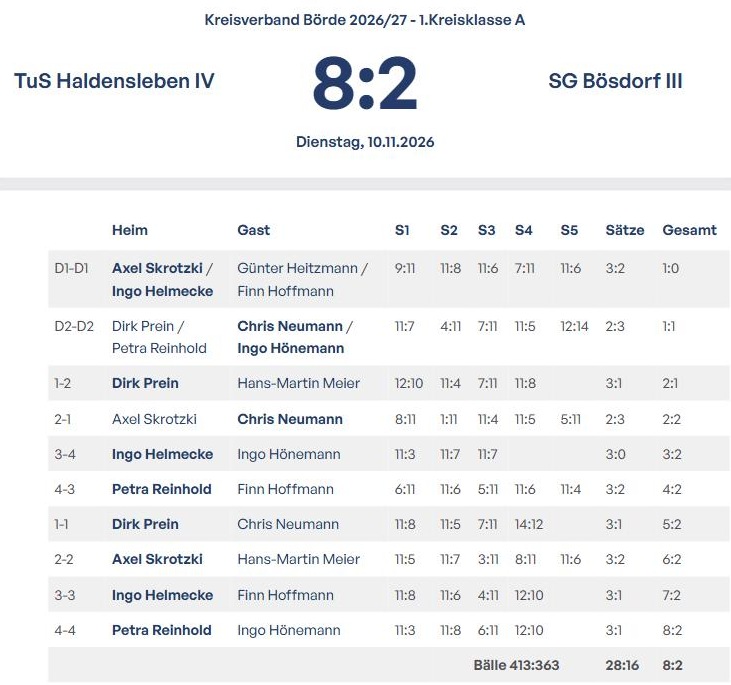 Kreisverband Börde 2026/27 - 1.Kreisklasse A
TuS Haldensleben IV 8:2 SG Bösdorf III
Dienstag, 10.11.2026
Heim Gast S1 S2 S3 S4 S5 Sätze Gesamt
D1-D1 Axel Skrotzki / Günter Heitzmann / 9:11 11:8 11:6 7:11 11:6 3:2 1:0
Ingo Helmecke Finn Hoffmann
D2-D2 Dirk Prein / Chris Neumann / 11:7 4:11 7:11 11:5 12:14 2:3 1:1
Petra Reinhold Ingo Hönemann
1-2 Dirk Prein Hans-Martin Meier 12:10 11:4 7:11 11:8 3:1 2:1
2-1 Axel Skrotzki Chris Neumann 8:11 1:11 11:4 11:5 5:11 2:3 2:2
3-4 Ingo Helmecke Ingo Hönemann 11:3 11:7 11:7 3:0 3:2
4-3 Petra Reinhold Finn Hoffmann 6:11 11:6 5:11 11:6 11:4 3:2 4:2
1-1 Dirk Prein Chris Neumann 11:8 11:5 7:11 14:12 3:1 5:2
2-2 Axel Skrotzki Hans-Martin Meier 11:5 11:7 3:11 8:11 11:6 3:2 6:2
3-3 Ingo Helmecke Finn Hoffmann 11:8 11:6 4:11 12:10 3:1 7:2
4-4 Petra Reinhold Ingo Hönemann 11:3 11:8 6:11 12:10 3:1 8:2
Bälle 413:363 28:16 8:2